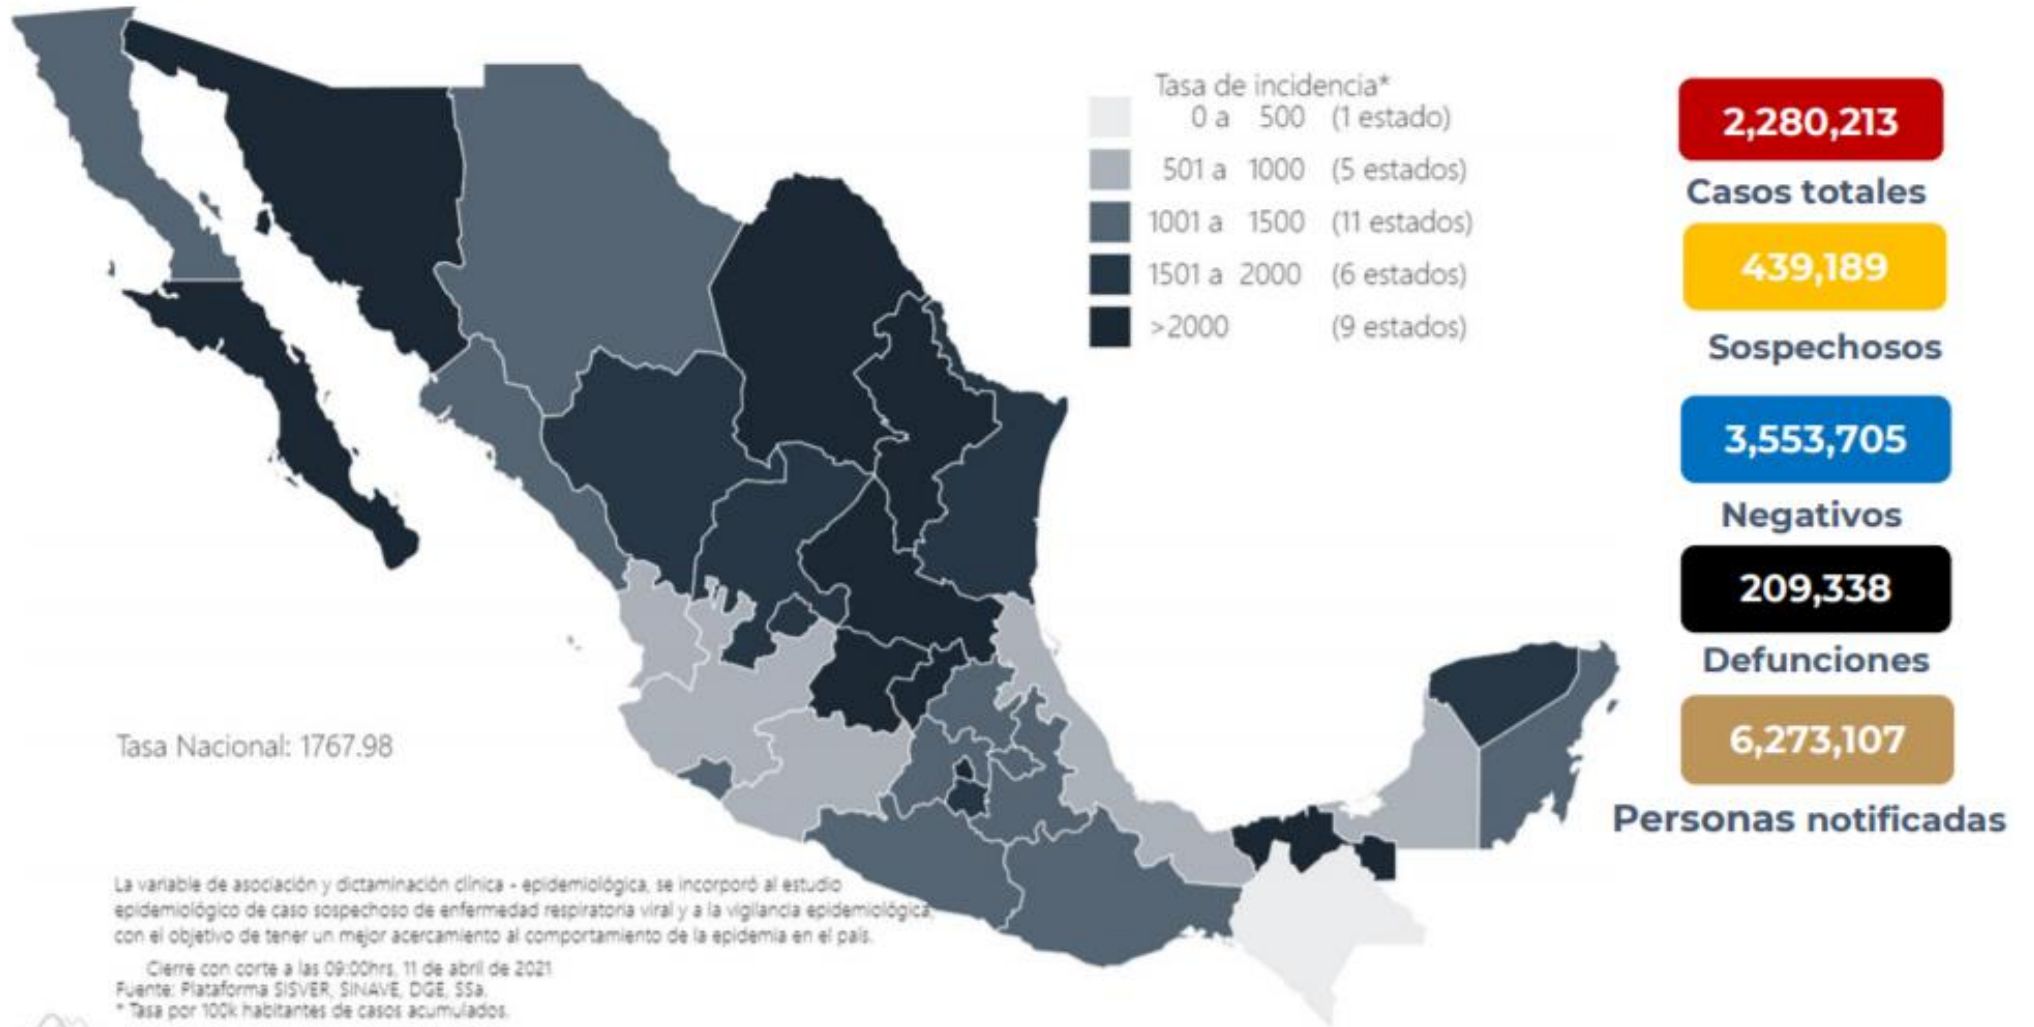 Tasa de incidencia*
0 a 500 (1 estado)
501 a 1000 (5 estados)
1001 a 1500 (11 estados)
1501 a 2000 (6 estados)
>2000 (9 estados)
2,280,213
Casos totales
439,189
Sospechosos
3,553,705
Negativos
209,338
Defunciones
6,273,107
Personas notificadas
Tasa Nacional: 1767.98
La variable de asociación y dictaminación clínica - epidemiológica, se incorporó al estudio
epidemiológico de caso sospechoso de enfermedad respiratoria viral y a la vigilancia epidemiológica,
con el objetivo de tener un mejor acercamiento al comportamiento de la epidemia en el país.
Cierre con corte a las 09:00hrs, 11 de abril de 2021
Fuente: Plataforma SISVER, SINAVE, DGE, SSa.
* Tasa por 100k habitantes de casos acumulados.